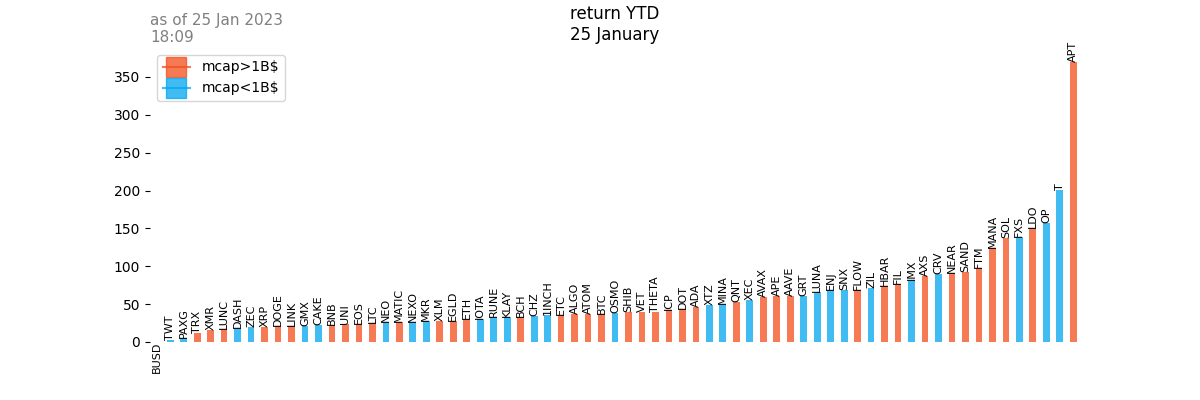 return YTD
25 January
as of 25 Jan 2023
18:09
mcap>1B$
mcap<1B$
350
300
250
200
150
100
50
0
BUSD
TWT
PAXG
TRX
XMR
LUNC
DASH
ZEC
XRP
DOGE
LINK
GMX
CAKE
BNB
UNI
EOS
LTC
NEO
MATIC
NEXO
MKR
XLM
EGLD
ETH
IOTA
RUNE
KLAY
BCH
CHZ
1INCH
ETC
ALGO
ATOM
BTC
OSMO
SHIB
VET
THETA
ICP
DOT
ADA
XTZ
MINA
QNT
XEC
AVAX
APE
AAVE
GRT
LUNA
ENJ
SNX
FLOW
ZIL
HBAR
FIL
IMX
AXS
CRV
NEAR
SAND
FTM
MANA
SOL
FXS
LDO
OP
T
APT